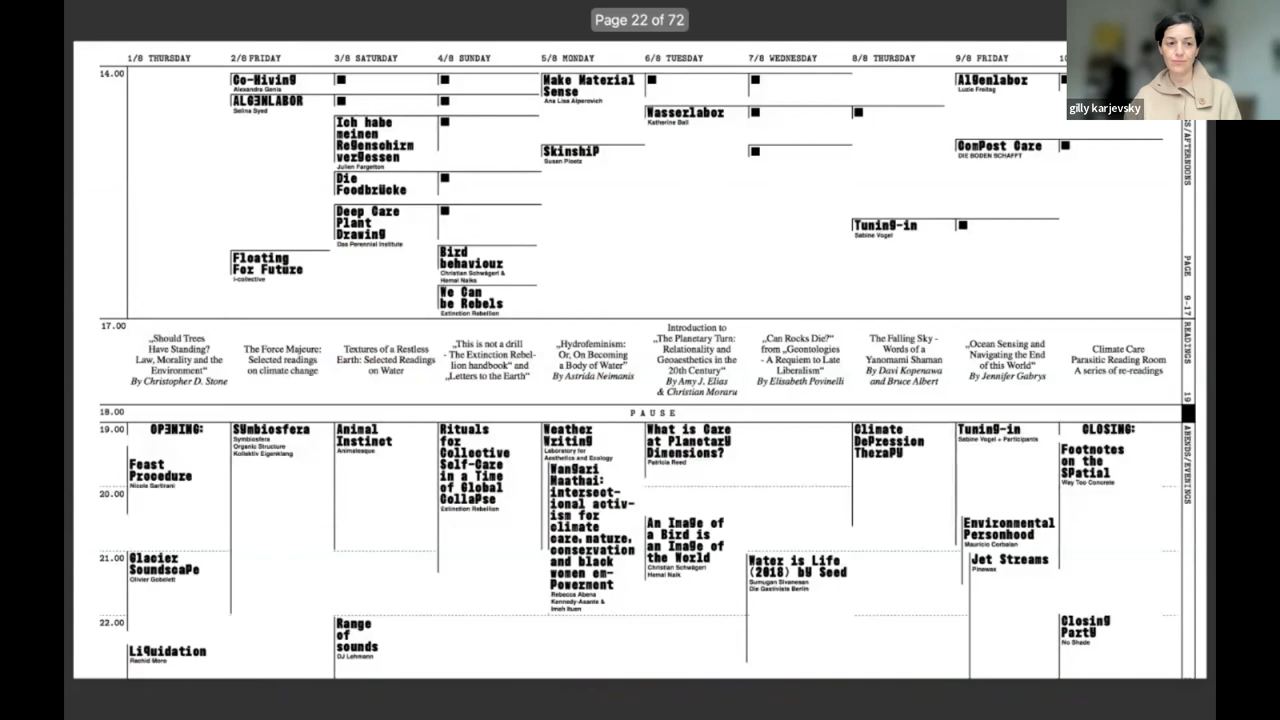 Page 22 of 72
gilly karjevsky
1/8 THURSDAY
2/8 FRIDAY
3/8 SATURDAY
4/8 SUNDAY
5/8 MONDAY
6/8 TUESDAY
7/8 WEDNESDAY
8/8 THURSDAY
9/8 FRIDAY
14.00
Co-Hiving
Alexandra Genis
ALGENLABOR
Selina Syed
Floating
For Future
i-collective
Ich habe
meinen
Regenschirm
vergessen
Julien Fargetton
Die
Foodbrücke
Deep Care
Plant
Drawing
Das Perennial Institute
Bird
behaviour
Christian Schwägerl &
Hemal Naik
We Can
be Rebels
Extinction Rebellion
Make Material
Sense
Ana Lisa Alperovich
Skinship
Susan Ploetz
Wasserlabor
Katherine Ball
Tuning-in
Sabine Vogel
Algenlabor
Luzie Freitag
ComPost Care
DIE BODEN SCHAFFT
S/AFTERNOONS
PAGE
9-17
READINGS
19
ABENDS/EVENINGS
17.00
„Should Trees
Have Standing?
Law, Morality and the
Environment“
By Christopher D. Stone
The Force Majeure:
Selected readings
on climate change
Textures of a Restless
Earth: Selected Readings
on Water
„This is not a drill
- The Extinction Rebel-
lion handbook“ and
„Letters to the Earth“
„Hydrofeminism:
Or, On Becoming
a Body of Water”
By Astrida Neimanis
Introduction to
„The Planetary Turn:
Relationality and
Geoaesthetics in the
20th Century“
By Amy J. Elias
& Christian Moraru
„Can Rocks Die?“
from „Geontologies
- A Requiem to Late
Liberalism“
By Elisabeth Povinelli
The Falling Sky -
Words of a
Yanomami Shaman
By Davi Kopenawa
and Bruce Albert
„Ocean Sensing and
Navigating the End
of this World“
By Jennifer Gabrys
Climate Care
Parasitic Reading Room
A series of re-readings
18.00
PAUSE
19.00
20.00
21.00
22.00
OPENING:
Feast
Procedure
Glacier
Soundscape
Olivier Gobelett
Liquidation
Rashid Moro
Symbiosfera
Symbiosfera
Organic Structure
Kollektiv Eigenklang
Animal
Instinct
Animalesque
Range
of
sounds
DJ Lehmann
Rituals
for
Collective
Self-Care
in a Time
of Global
Collapse
Extinction Rebellion
Weather
Writing
Laboratory for
Aesthetics and Ecology
Wangari
Maathai:
intersect-
ional activ-
ism for
climate
care, nature,
conservation
and black
women em-
Powerment
Rebecca Abena
Kennedy-Asante &
Imeh Ituen
What is Care
at Planetary
Dimensions?
Patricia Reed
An Image of
a Bird is
an Image of
the World
Christian Schwägerl
Hemal Naik
Water is Life
(2018) by Seed
Sumugan Sivanesan
Die Gastivists Berlin
Climate
Depression
Therapy
Tuning-in
Sabine Vogel + Participants
Environmental
Personhood
Mauricio Corbalan
Jet Streams
Pinewax
CLOSING:
Footnotes
on the
Spatial
Way Too Concrete
Closing
Party
No Shade